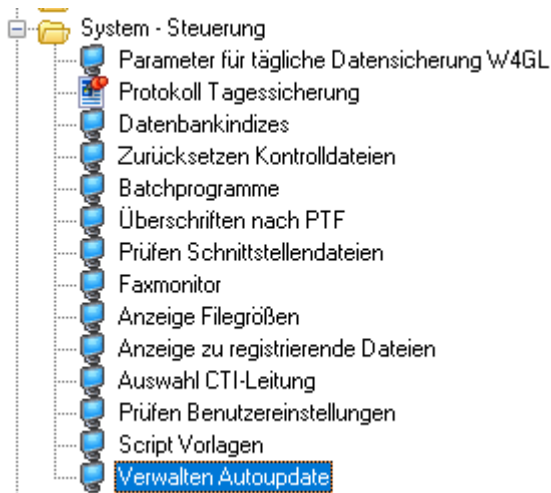 System - Steuerung
Parameter für tägliche Datensicherung W4GL
Protokoll Tagessicherung
Datenbankindizes
Zurücksetzen Kontrolldateien
Batchprogramme
Überschriften nach PTF
Prüfen Schnittstellendateien
Faxmonitor
Anzeige Filegrößen
Anzeige zu registrierende Dateien
Auswahl CTI-Leitung
Prüfen Benutzereinstellungen
Script Vorlagen
Verwalten Autoupdate